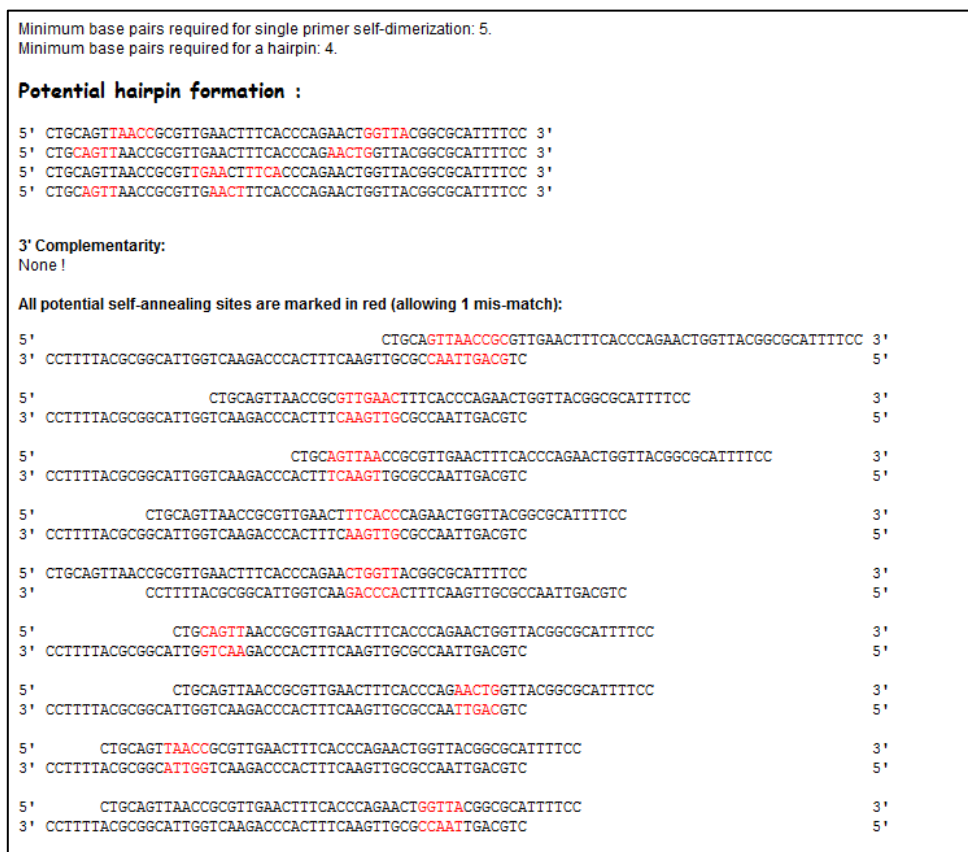 Minimum base pairs required for single primer self-dimerization: 5.
Minimum base pairs required for a hairpin: 4.
Potential hairpin formation :
5' CTGCAGTTAACCGCGTTGAACTTTCACCCAGAACTGGTTACGGCGCATTTTCC 3'
5' CTGCAGTTAACCGCGTTGAACTTTCACCCAGAACTGGTTACGGCGCATTTTCC 3'
5' CTGCAGTTAACCGCGTTGAACTTTCACCCAGAACTGGTTACGGCGCATTTTCC 3'
5' CTGCAGTTAACCGCGTTGAACTTTCACCCAGAACTGGTTACGGCGCATTTTCC 3'
3' Complementarity:
None !
All potential self-annealing sites are marked in red (allowing 1 mis-match):
5' CTGCAGTTAACCGCGTTGAACTTTCACCCAGAACTGGTTACGGCGCATTTTCC 3'
3' CCTTTTACGCGGCATTGGTCAAGACCCACTTTCAAGTTGCGCCAATTGACGTC 5'
5' CTGCAGTTAACCGCGTTGAACTTTCACCCAGAACTGGTTACGGCGCATTTTCC 3'
3' CCTTTTACGCGGCATTGGTCAAGACCCACTTTCAAGTTGCGCCAATTGACGTC 5'
5' CTGCAGTTAACCGCGTTGAACTTTCACCCAGAACTGGTTACGGCGCATTTTCC 3'
3' CCTTTTACGCGGCATTGGTCAAGACCCACTTTCAAGTTGCGCCAATTGACGTC 5'
5' CTGCAGTTAACCGCGTTGAACTTTCACCCAGAACTGGTTACGGCGCATTTTCC 3'
3' CCTTTTACGCGGCATTGGTCAAGACCCACTTTCAAGTTGCGCCAATTGACGTC 5'
5' CTGCAGTTAACCGCGTTGAACTTTCACCCAGAACTGGTTACGGCGCATTTTCC 3'
3' CCTTTTACGCGGCATTGGTCAAGACCCACTTTCAAGTTGCGCCAATTGACGTC 5'
5' CTGCAGTTAACCGCGTTGAACTTTCACCCAGAACTGGTTACGGCGCATTTTCC 3'
3' CCTTTTACGCGGCATTGGTCAAGACCCACTTTCAAGTTGCGCCAATTGACGTC 5'
5' CTGCAGTTAACCGCGTTGAACTTTCACCCAGAACTGGTTACGGCGCATTTTCC 3'
3' CCTTTTACGCGGCATTGGTCAAGACCCACTTTCAAGTTGCGCCAATTGACGTC 5'
5' CTGCAGTTAACCGCGTTGAACTTTCACCCAGAACTGGTTACGGCGCATTTTCC 3'
3' CCTTTTACGCGGCATTGGTCAAGACCCACTTTCAAGTTGCGCCAATTGACGTC 5'
5' CTGCAGTTAACCGCGTTGAACTTTCACCCAGAACTGGTTACGGCGCATTTTCC 3'
3' CCTTTTACGCGGCATTGGTCAAGACCCACTTTCAAGTTGCGCCAATTGACGTC 5'